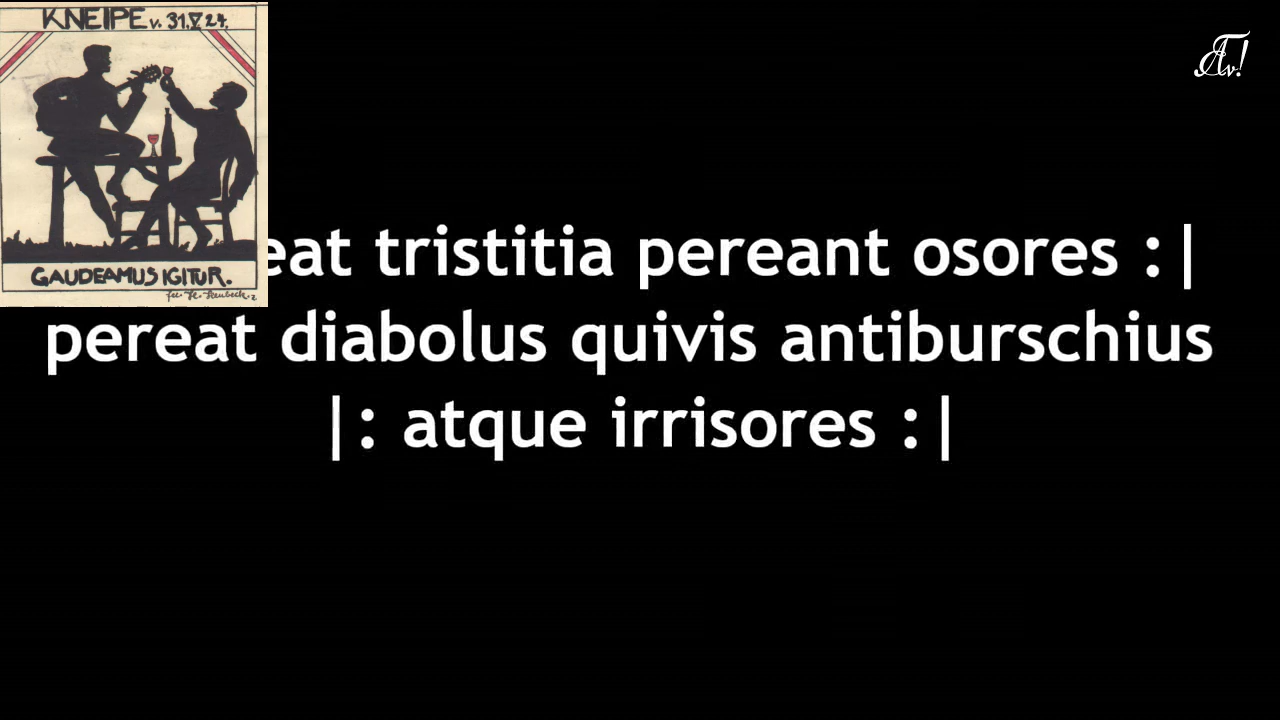 KNEIPE v. 31.V.24.
GAUDEAMUS IGITUR.
eat tristitia pereant osores :|
pereat diabolus quivis antiburschius
|: atque irrisores :|